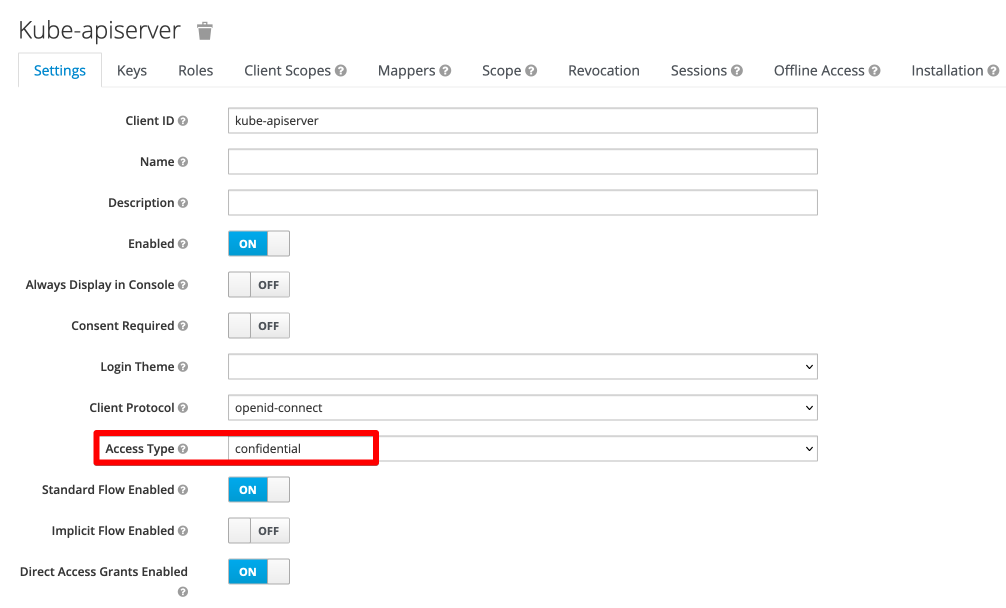 Kube-apiserver
Settings Keys Roles Client Scopes Mappers Scope Revocation Sessions Offline Access Installation
Client ID kube-apiserver
Name
Description
Enabled ON
Always Display in Console OFF
Consent Required OFF
Login Theme
Client Protocol openid-connect
Access Type confidential
Standard Flow Enabled ON
Implicit Flow Enabled OFF
Direct Access Grants Enabled ON